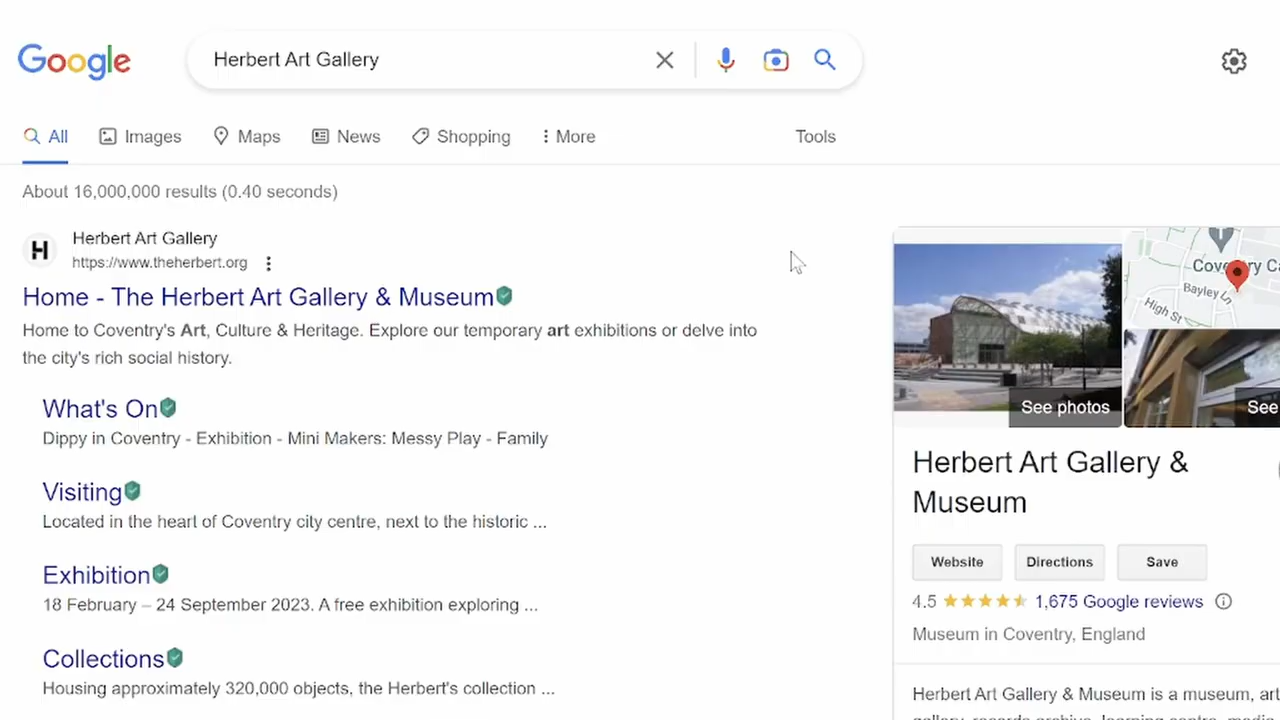 Google
Herbert Art Gallery
All
Images
Maps
News
Shopping
More
Tools
About 16,000,000 results (0.40 seconds)
H
Herbert Art Gallery
https://www.theherbert.org
Home - The Herbert Art Gallery & Museum
Home to Coventry's Art, Culture & Heritage. Explore our temporary art exhibitions or delve into
the city's rich social history.
What's On
Dippy in Coventry - Exhibition - Mini Makers: Messy Play - Family
Visiting
Located in the heart of Coventry city centre, next to the historic ...
Exhibition
18 February – 24 September 2023. A free exhibition exploring ...
Collections
Housing approximately 320,000 objects, the Herbert's collection ...
Bayley Ln
High St
See photos
See
Herbert Art Gallery &
Museum
Website
Directions
Save
4.5
1,675 Google reviews
Museum in Coventry, England
Herbert Art Gallery & Museum is a museum, art